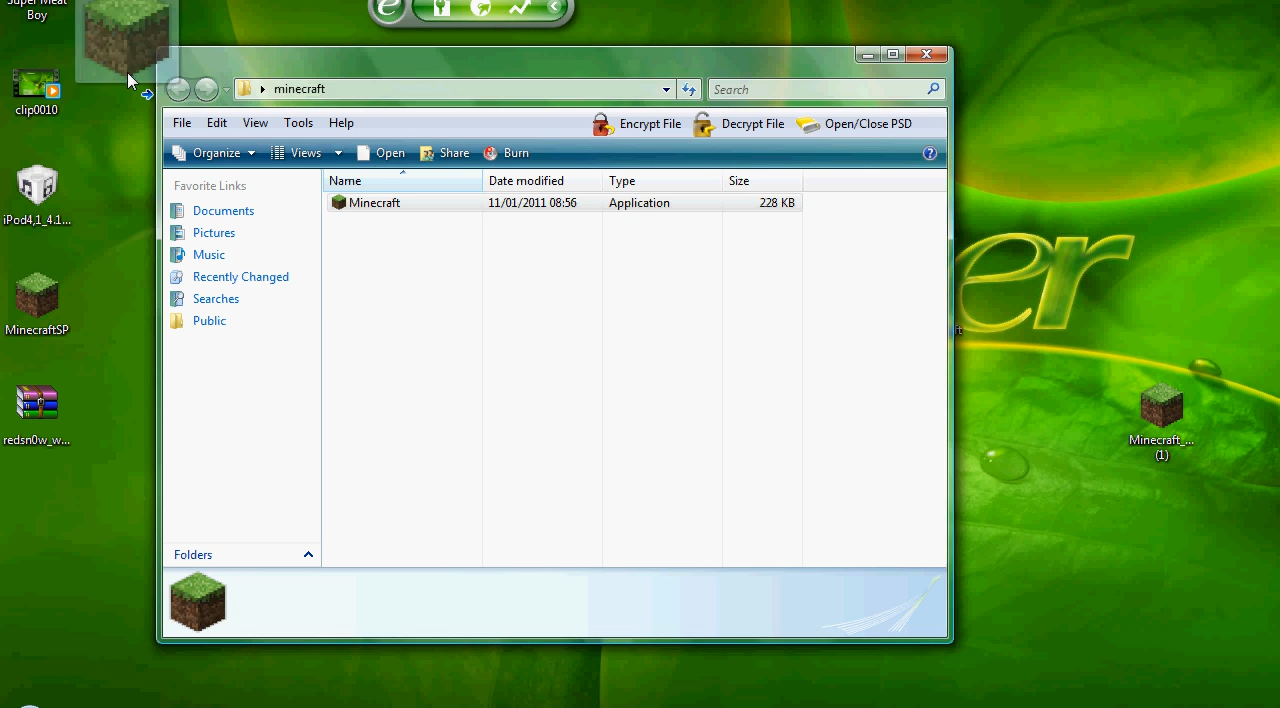 Super Meat
Boy
clip0010
iPod4,1_4.1...
MinecraftSP
redsn0w_w...
minecraft
Search
File Edit View Tools Help Encrypt File Decrypt File Open/Close PSD
Organize Views Open Share Burn
Favorite Links
Documents
Pictures
Music
Recently Changed
Searches
Public
Folders
Name Date modified Type Size
Minecraft 11/01/2011 08:56 Application 228 KB
er
ft
Minecraft_...
(1)